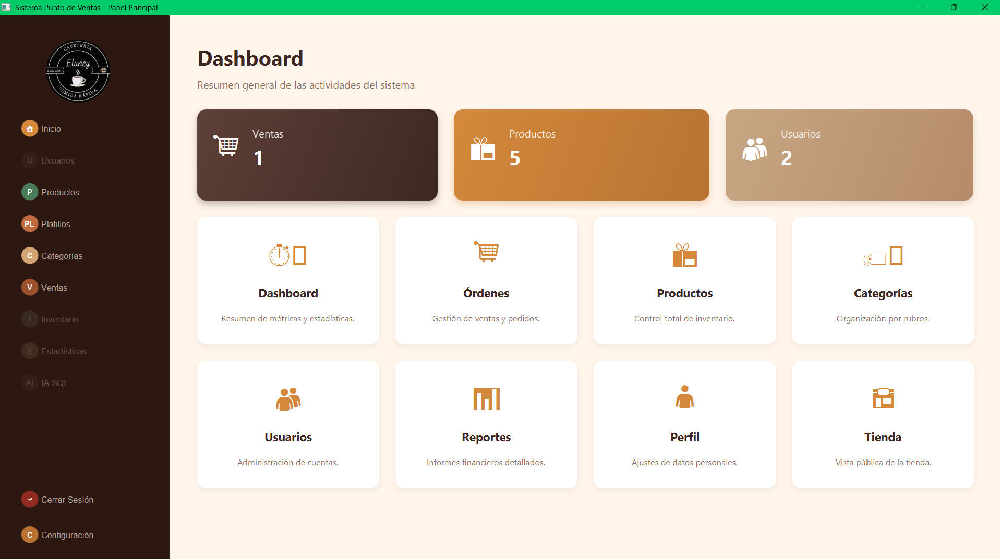 Sistema Punto de Ventas - Panel Principal
CAFETERÍA
Eluney
Desde 2018
COMIDA RÁPIDA
Inicio
U Usuarios
P Productos
PL Platillos
C Categorías
V Ventas
I Inventario
E Estadísticas
AI IA SQL
Cerrar Sesión
C Configuración
Dashboard
Resumen general de las actividades del sistema
Ventas
1
Productos
5
Usuarios
2
Dashboard
Resumen de métricas y estadísticas.
Órdenes
Gestión de ventas y pedidos.
Productos
Control total de inventario.
Categorías
Organización por rubros.
Usuarios
Administración de cuentas.
Reportes
Informes financieros detallados.
Perfil
Ajustes de datos personales.
Tienda
Vista pública de la tienda.